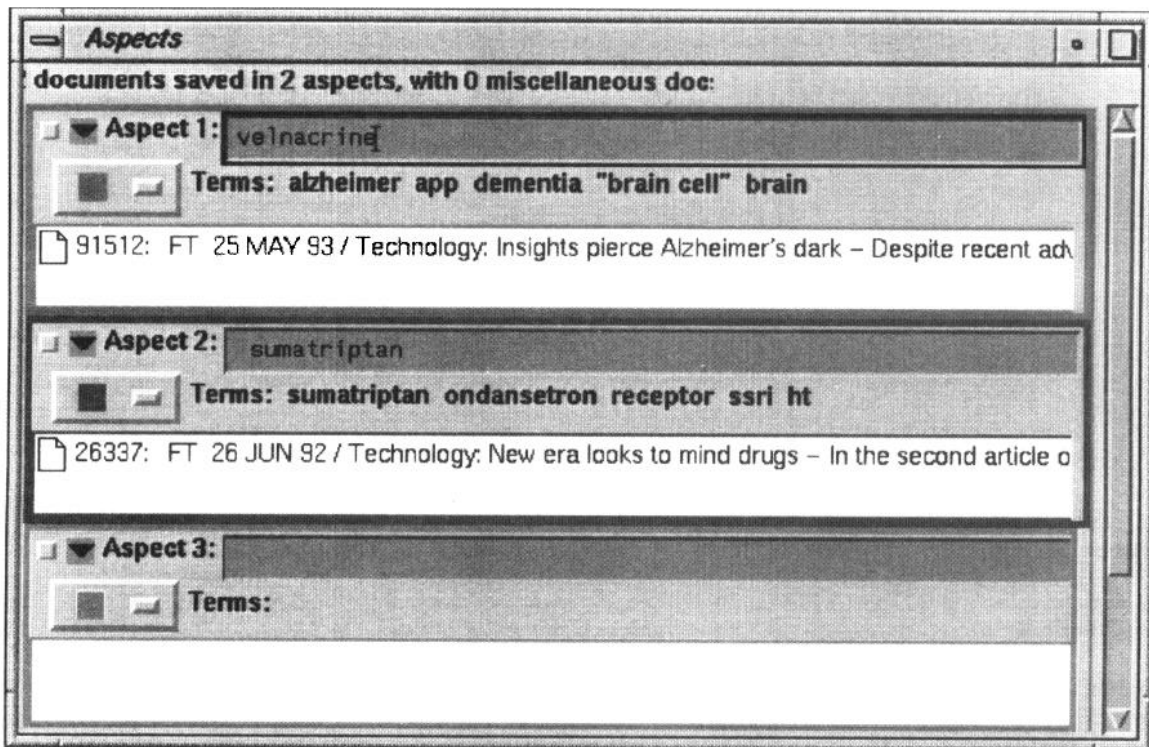 Aspects
documents saved in 2 aspects, with 0 miscellaneous doc:
Aspect 1: velnacrine
Terms: alzheimer app dementia "brain cell" brain
91512: FT 25 MAY 93 / Technology: Insights pierce Alzheimer's dark – Despite recent adv
Aspect 2: sumatriptan
Terms: sumatriptan ondansetron receptor ssri ht
26337: FT 26 JUN 92 / Technology: New era looks to mind drugs – In the second article o
Aspect 3:
Terms: